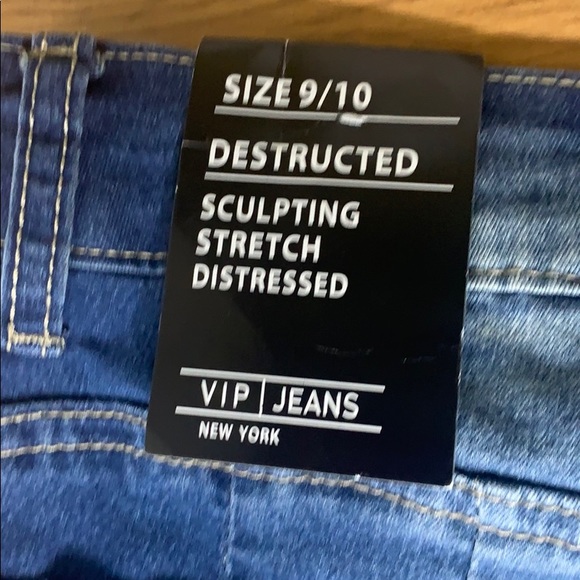 SIZE 9/10
DESTRUCTED
SCULPTING
STRETCH
DISTRESSED
VIP | JEANS
NEW YORK